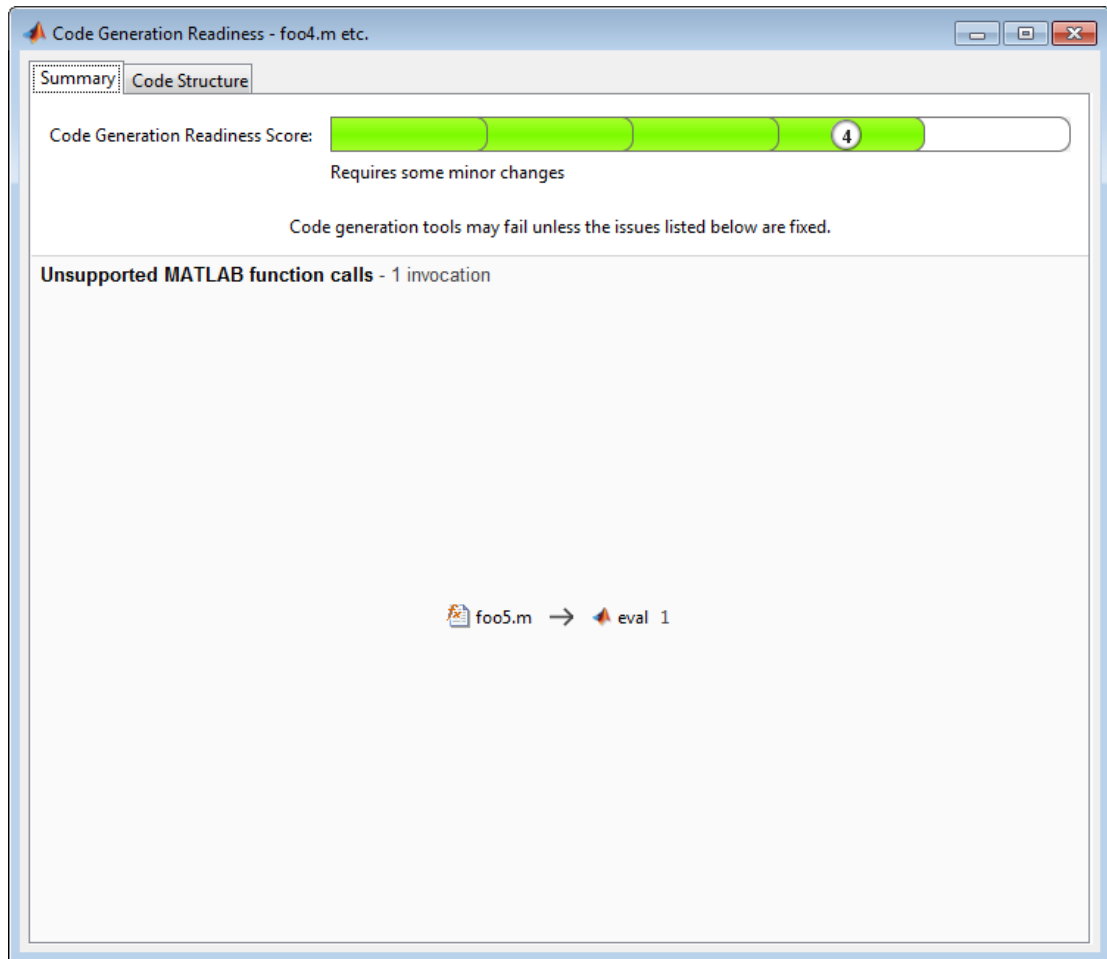 Code Generation Readiness - foo4.m etc.
Summary Code Structure
Code Generation Readiness Score: 4
Requires some minor changes
Code generation tools may fail unless the issues listed below are fixed.
Unsupported MATLAB function calls - 1 invocation
foo5.m → eval 1